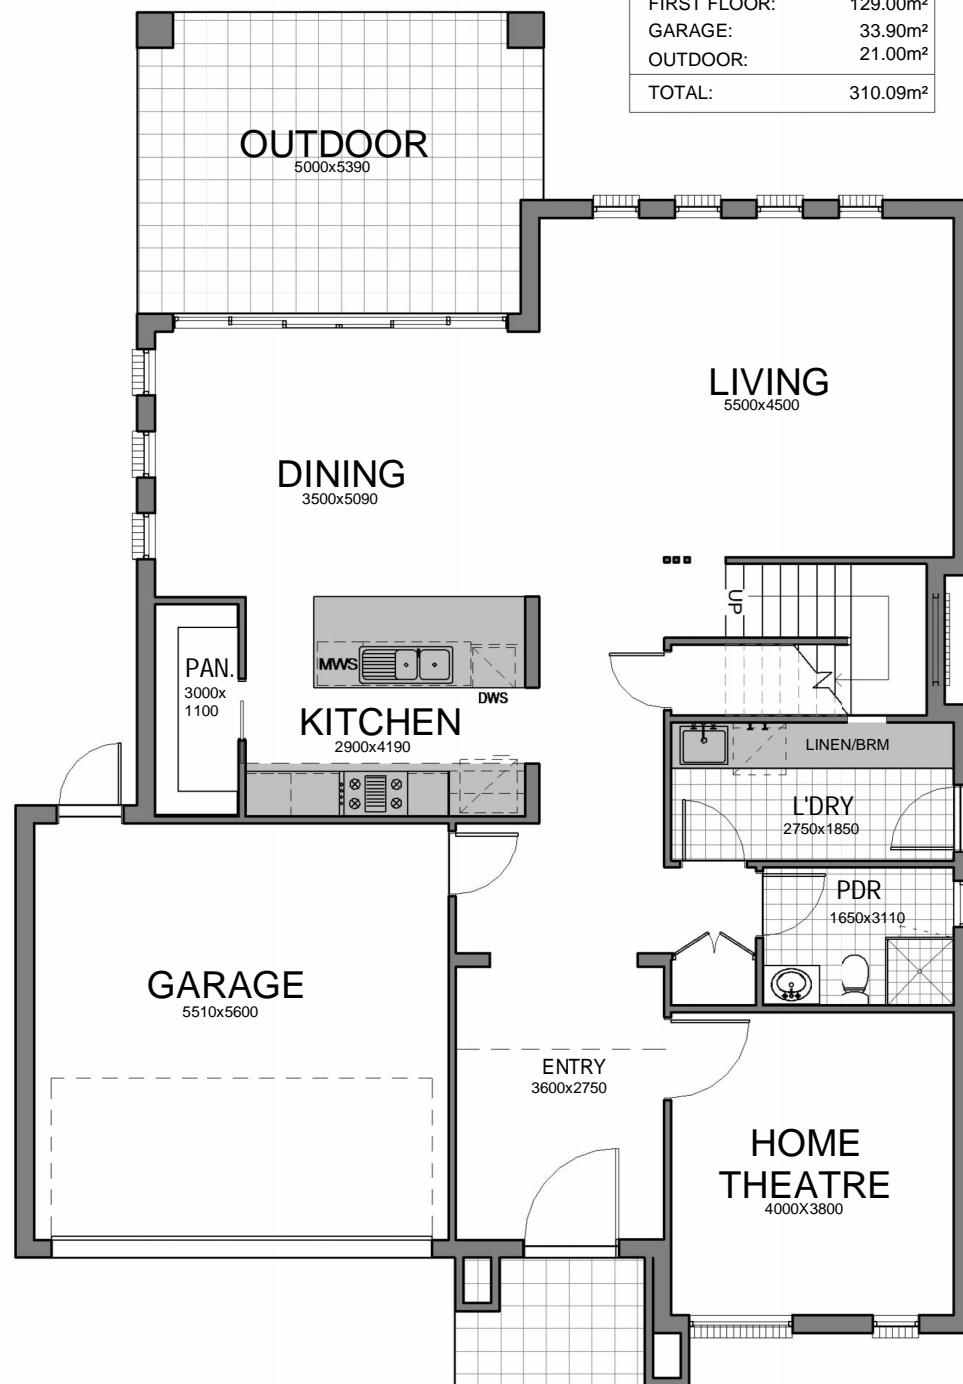 FIRST FLOOR: 129.00m²
GARAGE: 33.90m²
OUTDOOR: 21.00m²
TOTAL: 310.09m²
OUTDOOR
5000x5390
LIVING
5500x4500
DINING
3500x5090
UP
PAN.
3000x
1100
MWS
DWS
KITCHEN
2900x4190
LINEN/BRM
L'DRY
2750x1850
PDR
1650x3110
GARAGE
5510x5600
ENTRY
3600x2750
HOME
THEATRE
4000X3800